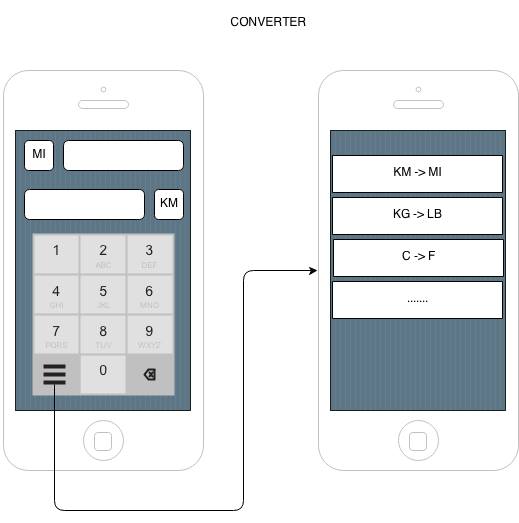 CONVERTER
MI
KM
1
2 ABC
3 DEF
4 GHI
5 JKL
6 MNO
7 PQRS
8 TUV
9 WXYZ
0
KM -> MI
KG -> LB
C -> F
.......